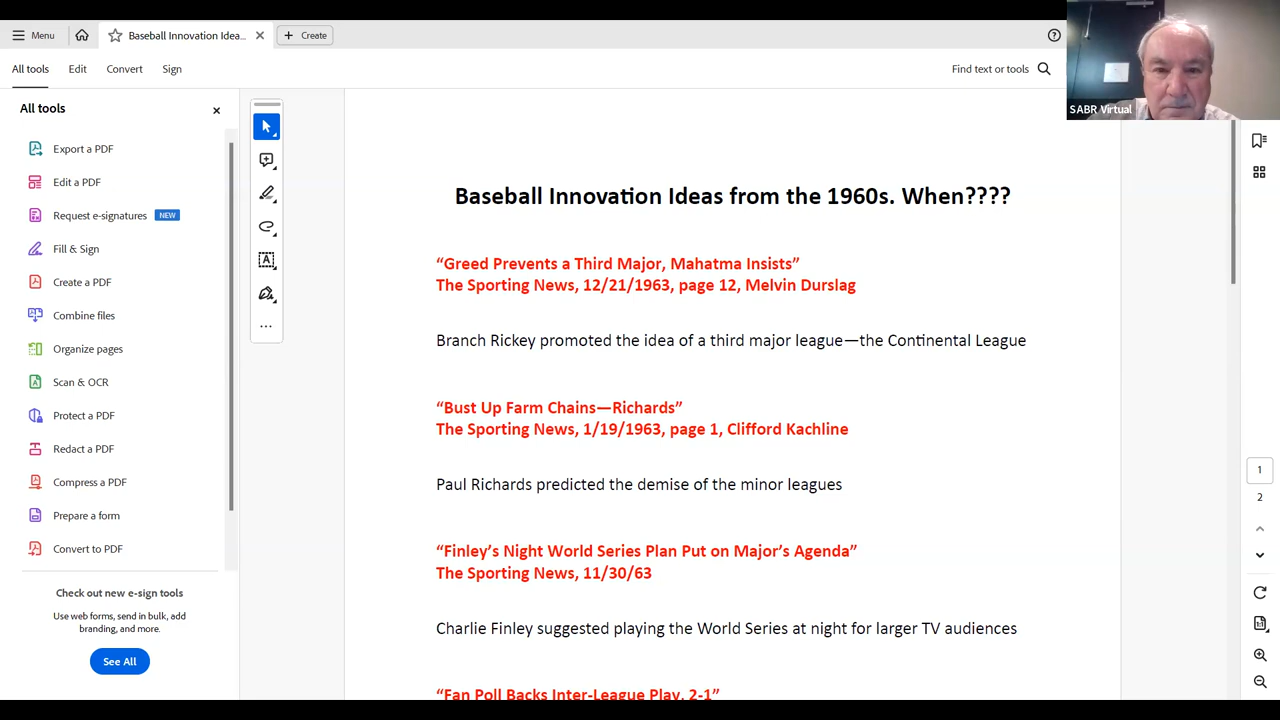 Menu
Baseball Innovation Idea...
Create
All tools
Edit
Convert
Sign
Find text or tools
SABR Virtual
All tools
Export a PDF
Edit a PDF
Request e-signatures NEW
Fill & Sign
Create a PDF
Combine files
Organize pages
Scan & OCR
Protect a PDF
Redact a PDF
Compress a PDF
Prepare a form
Convert to PDF
Check out new e-sign tools
Use web forms, send in bulk, add
branding, and more.
See All
Baseball Innovation Ideas from the 1960s. When????
“Greed Prevents a Third Major, Mahatma Insists”
The Sporting News, 12/21/1963, page 12, Melvin Durslag
Branch Rickey promoted the idea of a third major league—the Continental League
“Bust Up Farm Chains—Richards”
The Sporting News, 1/19/1963, page 1, Clifford Kachline
Paul Richards predicted the demise of the minor leagues
“Finley’s Night World Series Plan Put on Major’s Agenda”
The Sporting News, 11/30/63
Charlie Finley suggested playing the World Series at night for larger TV audiences
“Fan Poll Backs Inter-League Play, 2-1”
1
2